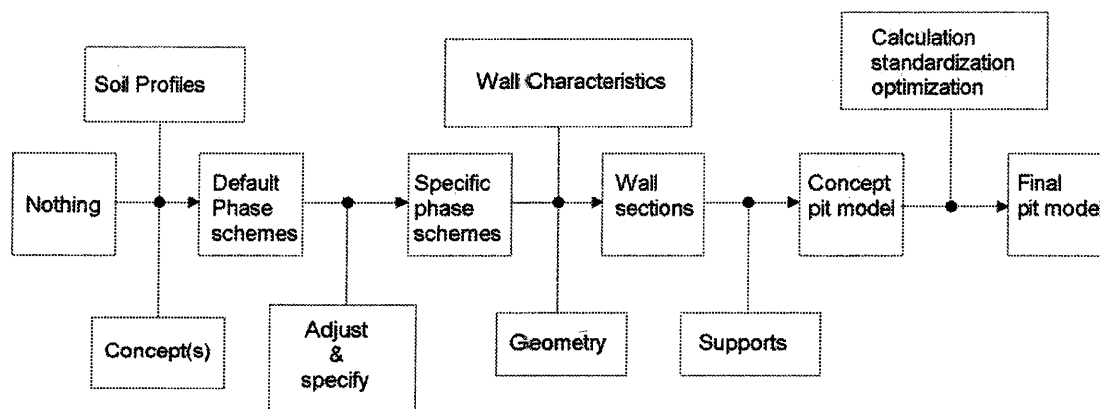 Soil Profiles
Wall Characteristics
Calculation
standardization
optimization
Nothing
Default
Phase
schemes
Specific
phase
schemes
Wall
sections
Concept
pit model
Final
pit model
Concept(s)
Adjust
&
specify
Geometry
Supports